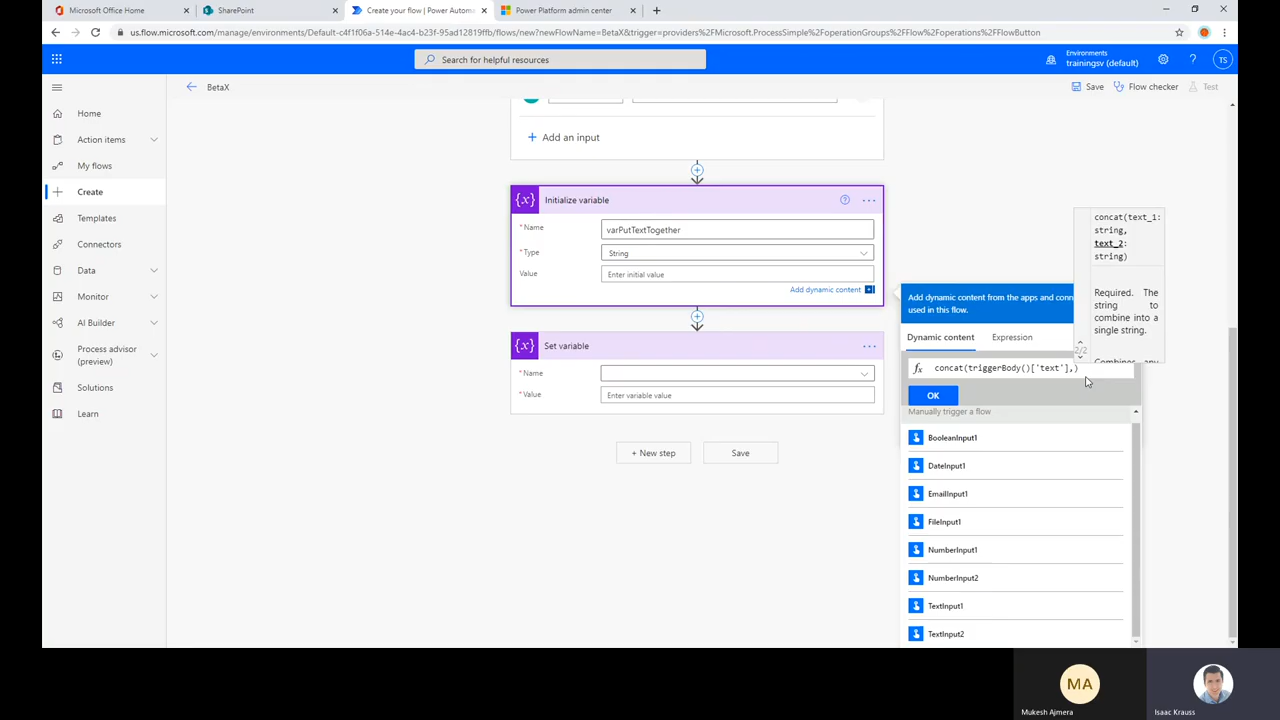 Microsoft Office Home
SharePoint
Create your flow | Power Automa
Power Platform admin center
us.flow.microsoft.com/manage/environments/Default-c4f1f06a-514e-4ac4-b23f-95ad12819ffb/flows/new?newFlowName=BetaX&trigger=providers%2FMicrosoft.ProcessSimple%2FoperationGroups%2FFlow%2Foperations%2FFlowButton
Search for helpful resources
Environments
trainingsv (default)
TS
BetaX
Save
Flow checker
Test
Home
Action items
My flows
Create
Templates
Connectors
Data
Monitor
AI Builder
Process advisor
(preview)
Solutions
Learn
Add an input
{x}
Initialize variable
* Name
varPutTextTogether
* Type
String
Value
Enter initial value
Add dynamic content
{x}
Set variable
* Name
* Value
Enter variable value
+ New step
Save
concat(text_1:
string,
text_2:
string)
Required. The
string to
combine into a
single string.
Combines any
2/2
Add dynamic content from the apps and conn
used in this flow.
Dynamic content
Expression
fx
concat(triggerBody()['text'],)
OK
Manually trigger a flow
BooleanInput1
DateInput1
EmailInput1
FileInput1
NumberInput1
NumberInput2
TextInput1
TextInput2
MA
Mukesh Ajmera
Isaac Krauss